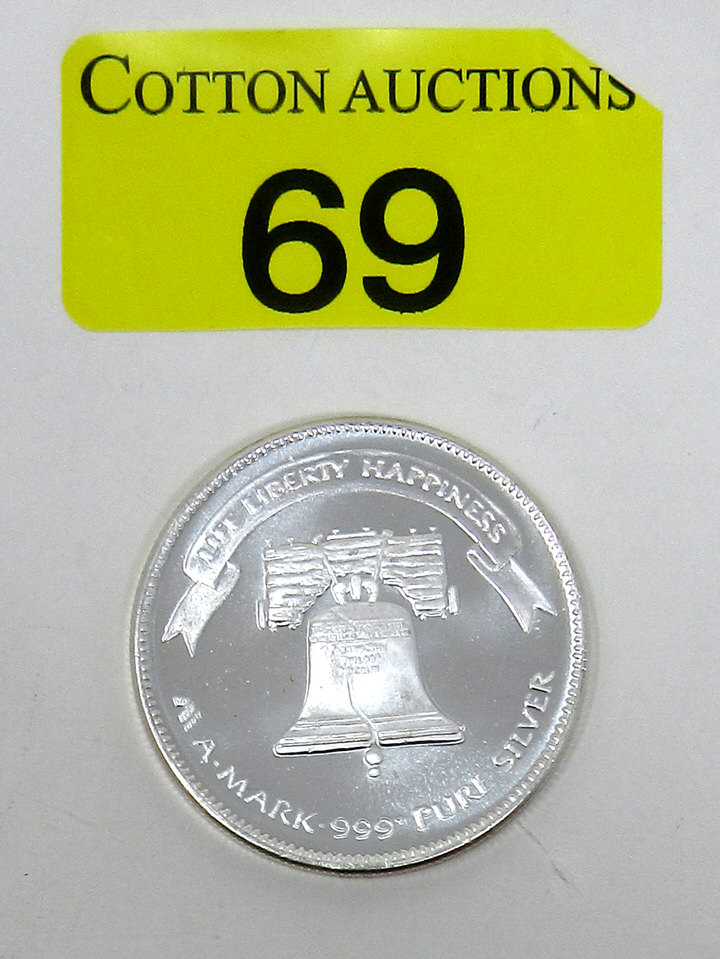 COTTON AUCTIONS
69
LIFE LIBERTY HAPPINESS
A-MARK · 999+ PURE SILVER